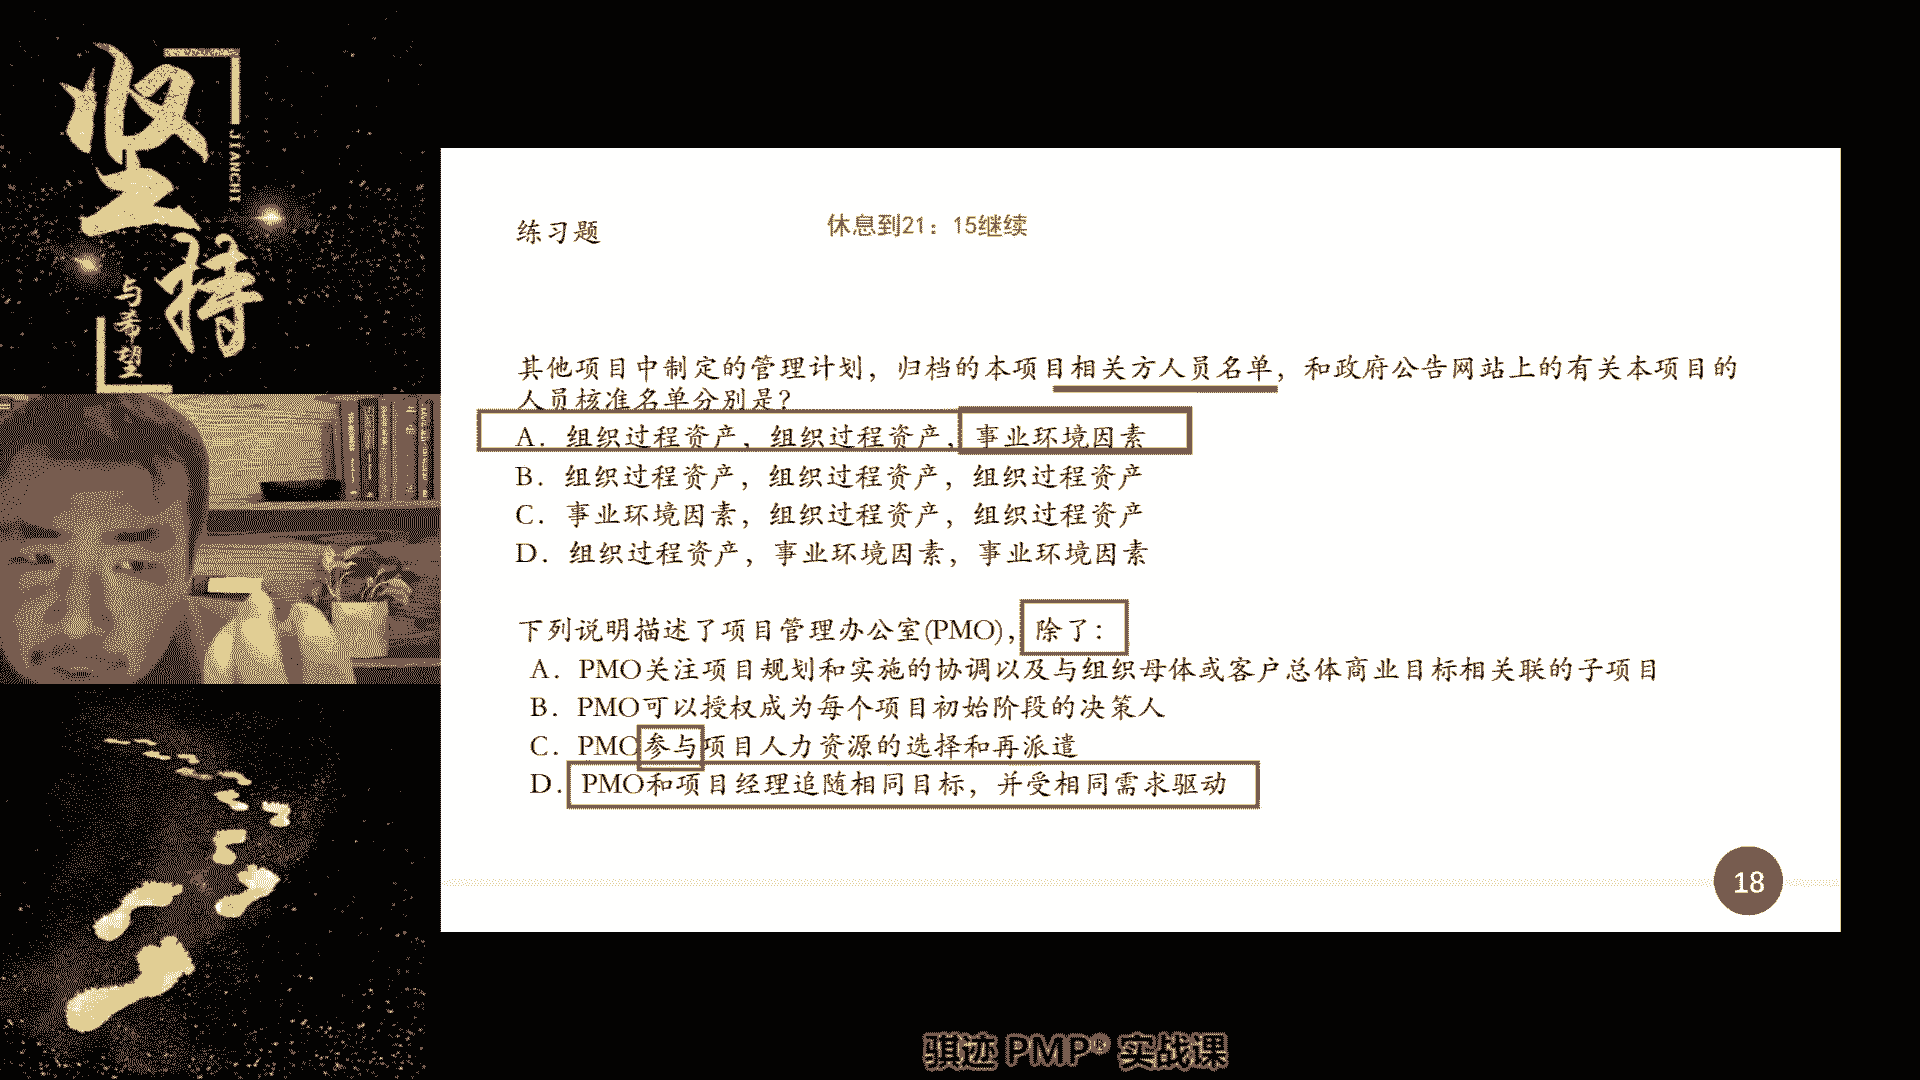 坚持
JIANCHI
与希望
练习题
休息到21：15继续
其他项目中制定的管理计划，归档的本项目相关方人员名单，和政府公告网站上的有关本项目的
人员核准名单分别是？
A．组织过程资产，组织过程资产，事业环境因素
B．组织过程资产，组织过程资产，组织过程资产
C．事业环境因素，组织过程资产，组织过程资产
D．组织过程资产，事业环境因素，事业环境因素
下列说明描述了项目管理办公室(PMO)，除了：
A．PMO关注项目规划和实施的协调以及与组织母体或客户总体商业目标相关联的子项目
B．PMO可以授权成为每个项目初始阶段的决策人
C．PMO参与项目人力资源的选择和再派遣
D．PMO和项目经理追随相同目标，并受相同需求驱动
18
骐迹 PMP® 实战课